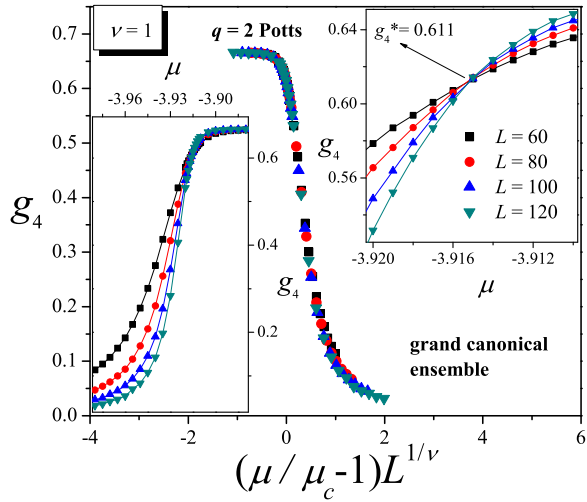 ν = 1
q = 2 Potts
μ
-3.96 -3.92 -3.90
0.6
0.4
0.2
g₄
g₄*= 0.611
0.64
0.60
0.56
g₄
L = 60
L = 80
L = 100
L = 120
-3.920 -3.916 -3.912
μ
grand canonical
ensemble
0.7
0.6
0.5
0.4
0.3
0.2
0.1
0.0
g₄
-4 -2 0 2 4 6
(μ / μc-1)L^1/ν